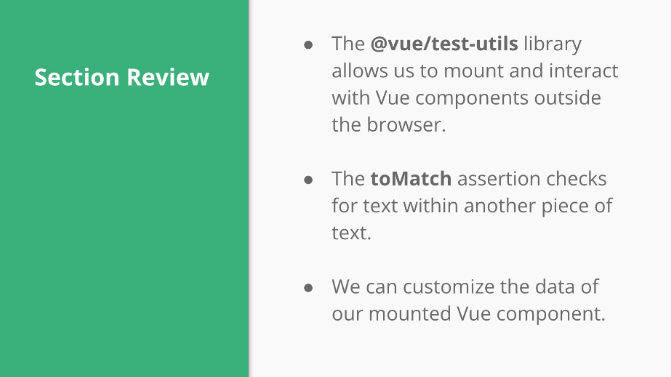 Section Review
● The @vue/test-utils library
allows us to mount and interact
with Vue components outside
the browser.
● The toMatch assertion checks
for text within another piece of
text.
● We can customize the data of
our mounted Vue component.